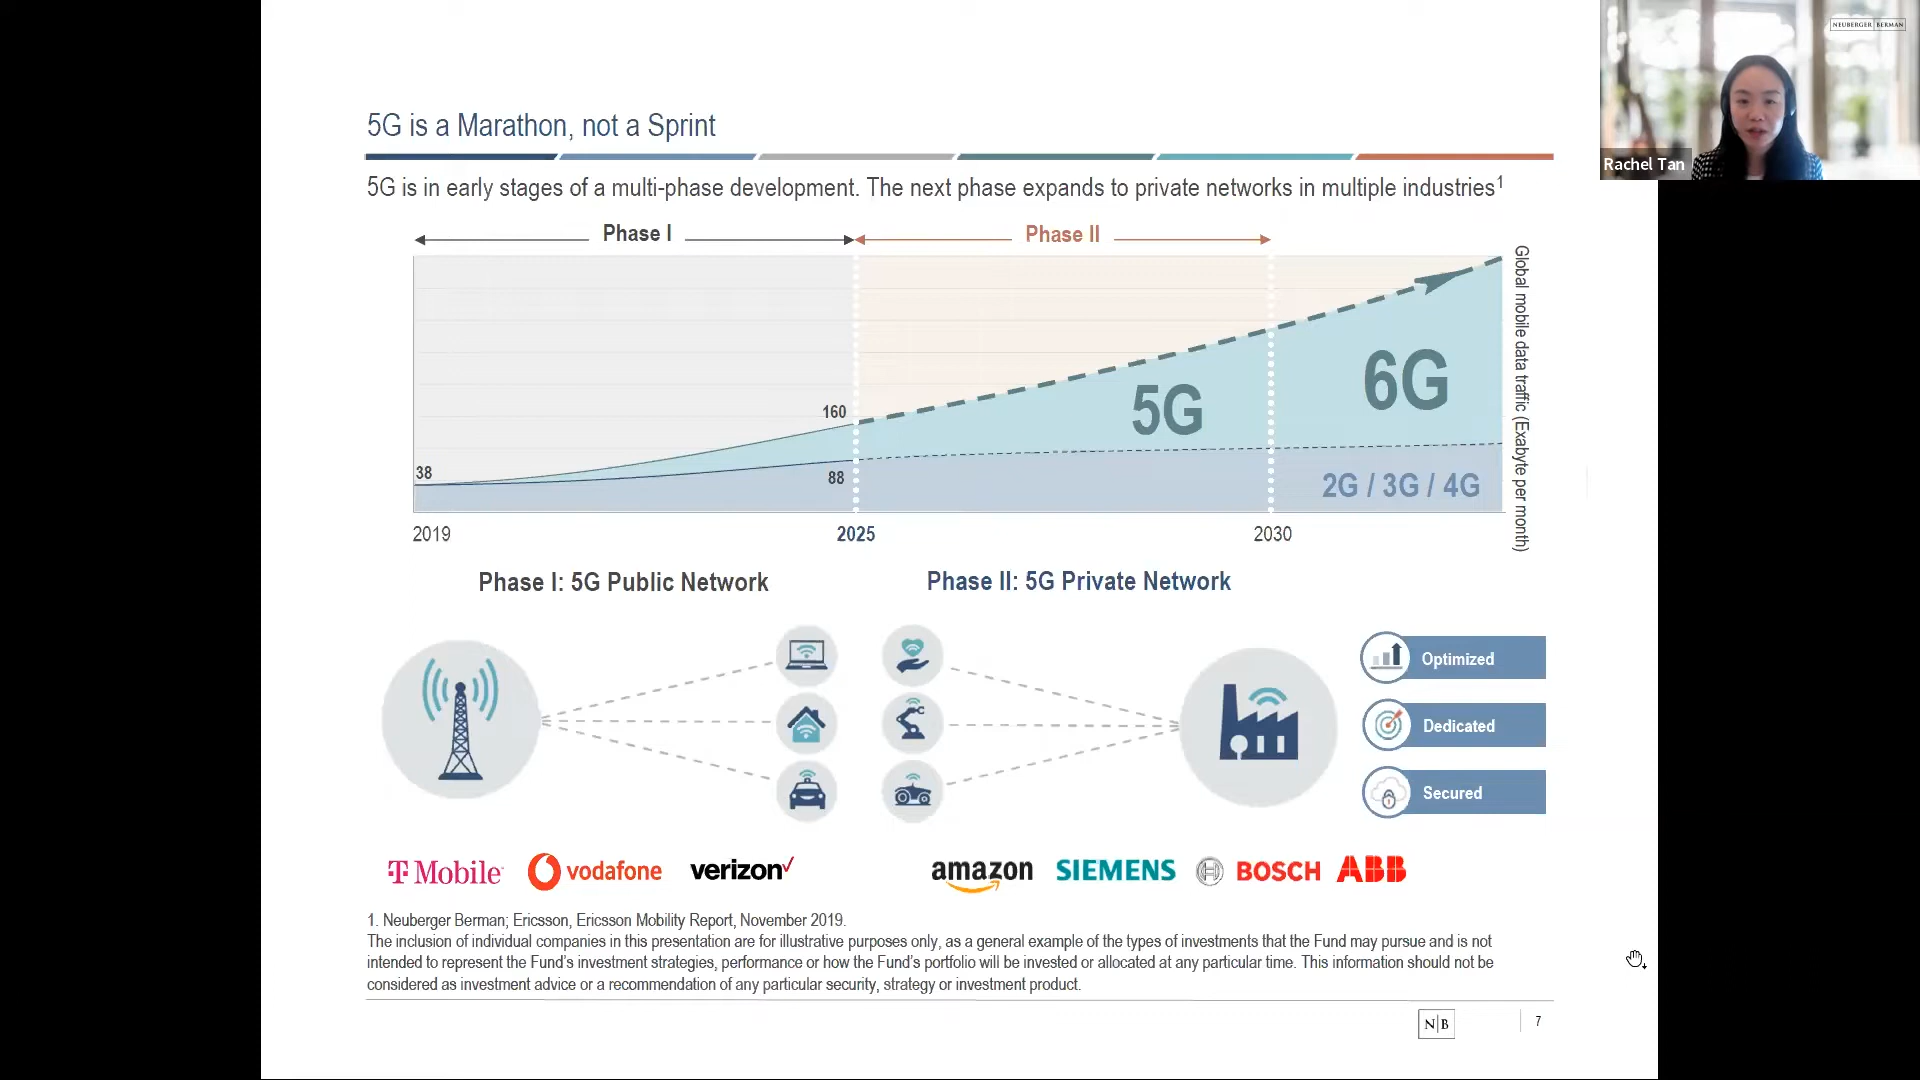 NEUBERGER BERMAN
Rachel Tan
5G is a Marathon, not a Sprint
5G is in early stages of a multi-phase development. The next phase expands to private networks in multiple industries1
Phase I
Phase II
Global mobile data traffic (Exabyte per month)
160
38
88
5G
6G
2G / 3G / 4G
2019
2025
2030
Phase I: 5G Public Network
Phase II: 5G Private Network
Optimized
Dedicated
Secured
T Mobile
vodafone
verizon
amazon
SIEMENS
BOSCH
ABB
1. Neuberger Berman; Ericsson, Ericsson Mobility Report, November 2019.
The inclusion of individual companies in this presentation are for illustrative purposes only, as a general example of the types of investments that the Fund may pursue and is not
intended to represent the Fund's investment strategies, performance or how the Fund's portfolio will be invested or allocated at any particular time. This information should not be
considered as investment advice or a recommendation of any particular security, strategy or investment product.
N|B
7